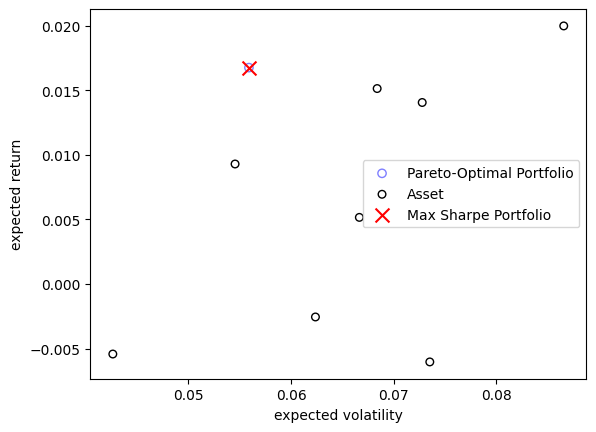 0.020
0.015
0.010
0.005
0.000
−0.005
expected return
Pareto-Optimal Portfolio
Asset
Max Sharpe Portfolio
0.05 0.06 0.07 0.08
expected volatility